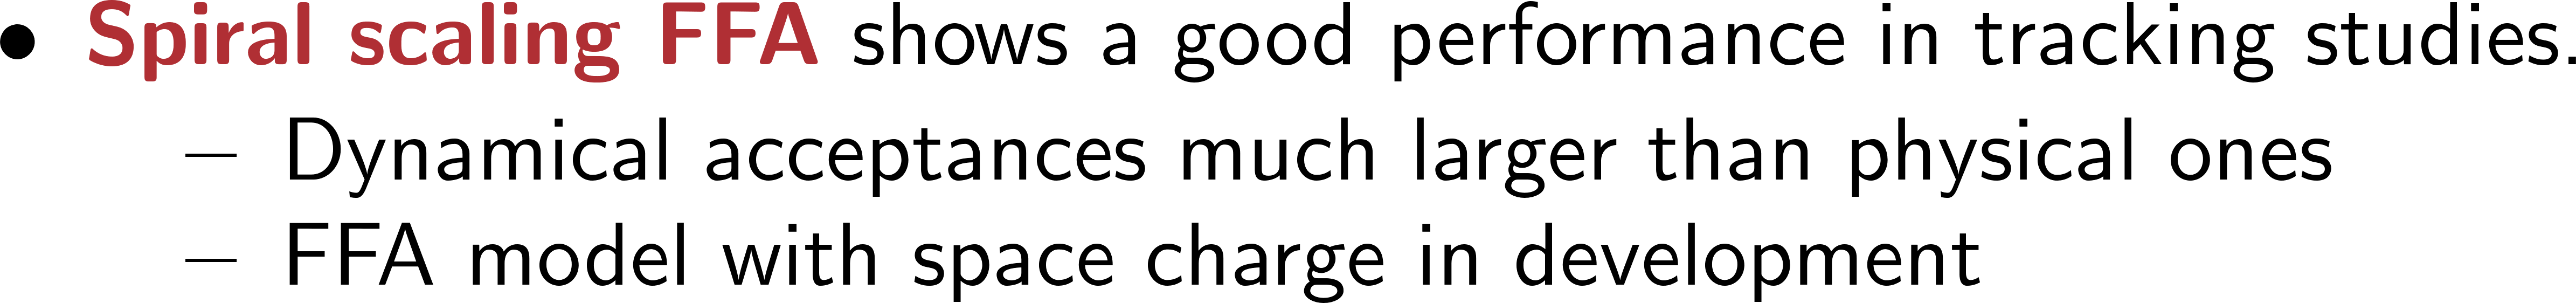 • Spiral scaling FFA shows a good performance in tracking studies.
– Dynamical acceptances much larger than physical ones
– FFA model with space charge in development